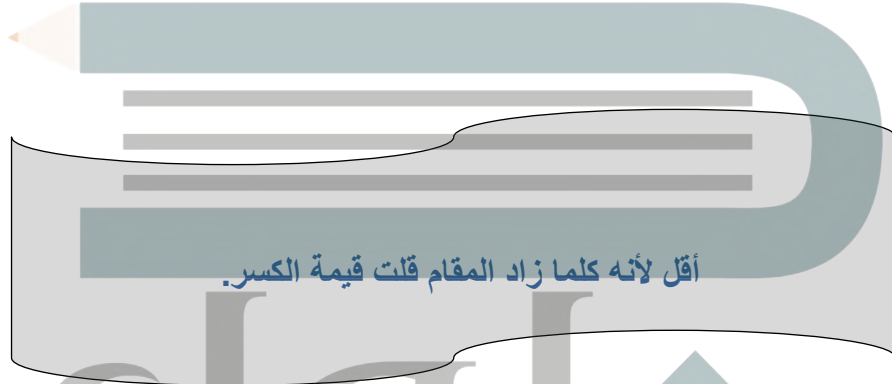 أقل لأنه كلما زاد المقام قلت قيمة الكسر.